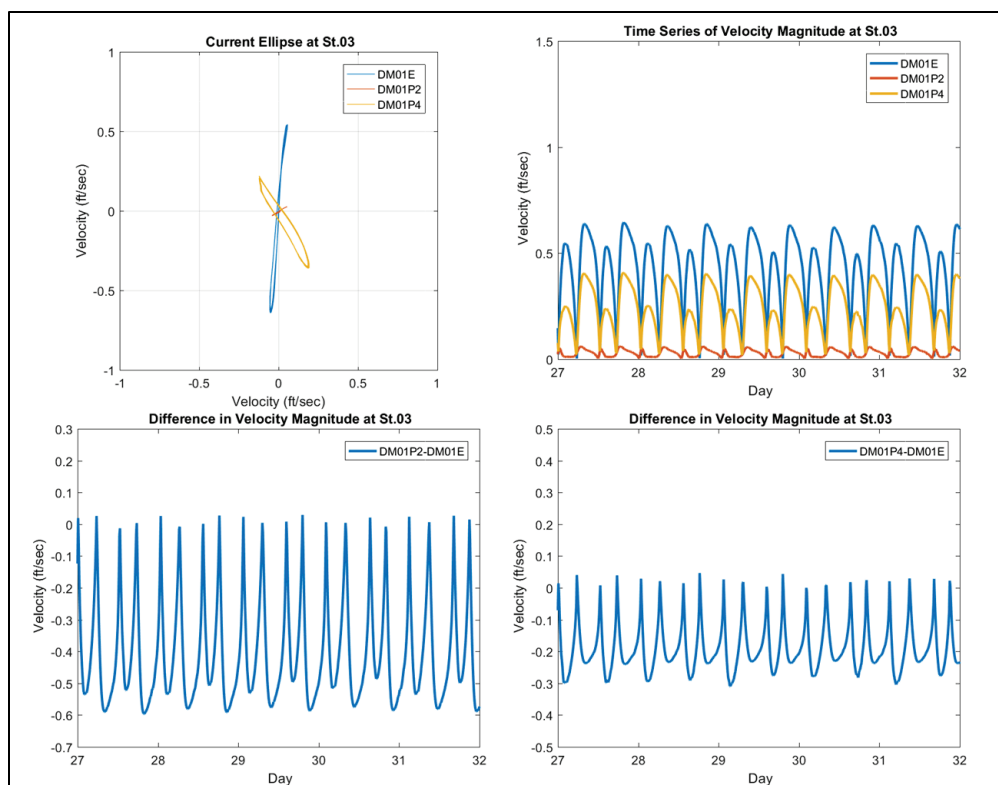 Current Ellipse at St.03
1
0.5
0
-0.5
-1
-1
-0.5
0
0.5
1
Velocity (ft/sec)
Velocity (ft/sec)
DM01E
DM01P2
DM01P4
Time Series of Velocity Magnitude at St.03
1.5
1
0.5
0
27
28
29
30
31
32
Velocity (ft/sec)
Day
DM01E
DM01P2
DM01P4
Difference in Velocity Magnitude at St.03
0.3
0.2
0.1
0
-0.1
-0.2
-0.3
-0.4
-0.5
-0.6
-0.7
27
28
29
30
31
32
Velocity (ft/sec)
Day
DM01P2-DM01E
Difference in Velocity Magnitude at St.03
0.5
0.4
0.3
0.2
0.1
0
-0.1
-0.2
-0.3
-0.4
-0.5
27
28
29
30
31
32
Velocity (ft/sec)
Day
DM01P4-DM01E